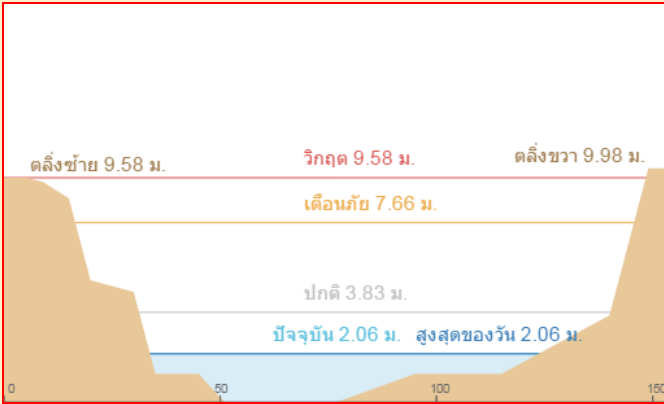 ตลิ่งซ้าย 9.58 ม.
วิกฤต 9.58 ม.
ตลิ่งขวา 9.98 ม.
เตือนภัย 7.66 ม.
ปกติ 3.83 ม.
ปัจจุบัน 2.06 ม.
สูงสุดของวัน 2.06 ม.
0 50 100 150